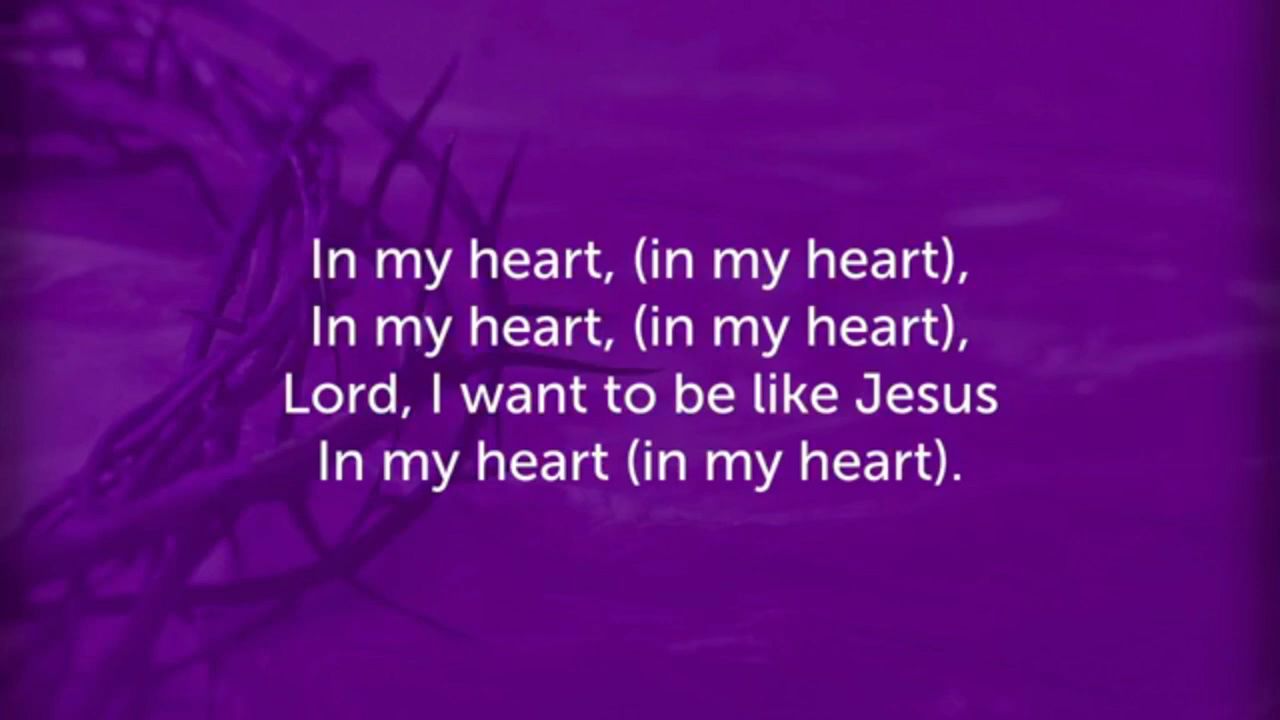 In my heart, (in my heart),
In my heart, (in my heart),
Lord, I want to be like Jesus
In my heart (in my heart).